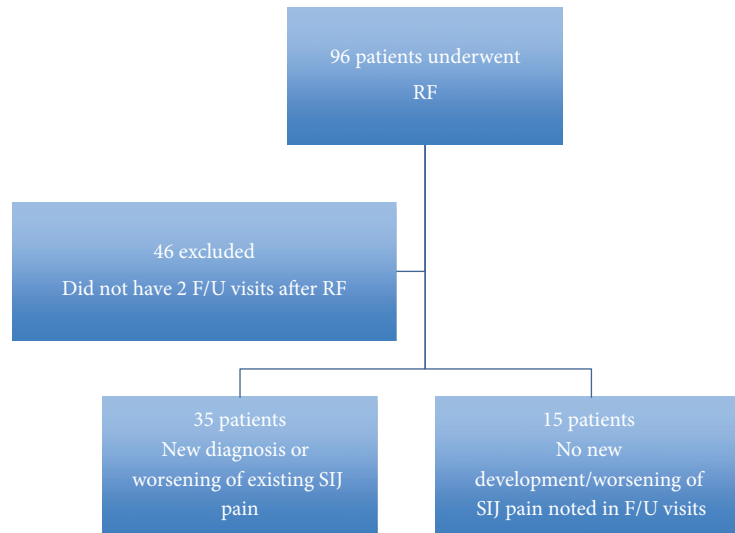 96 patients underwent
RF
46 excluded
Did not have 2 F/U visits after RF
35 patients
New diagnosis or
worsening of existing SIJ
pain
15 patients
No new
development/worsening of
SIJ pain noted in F/U visits